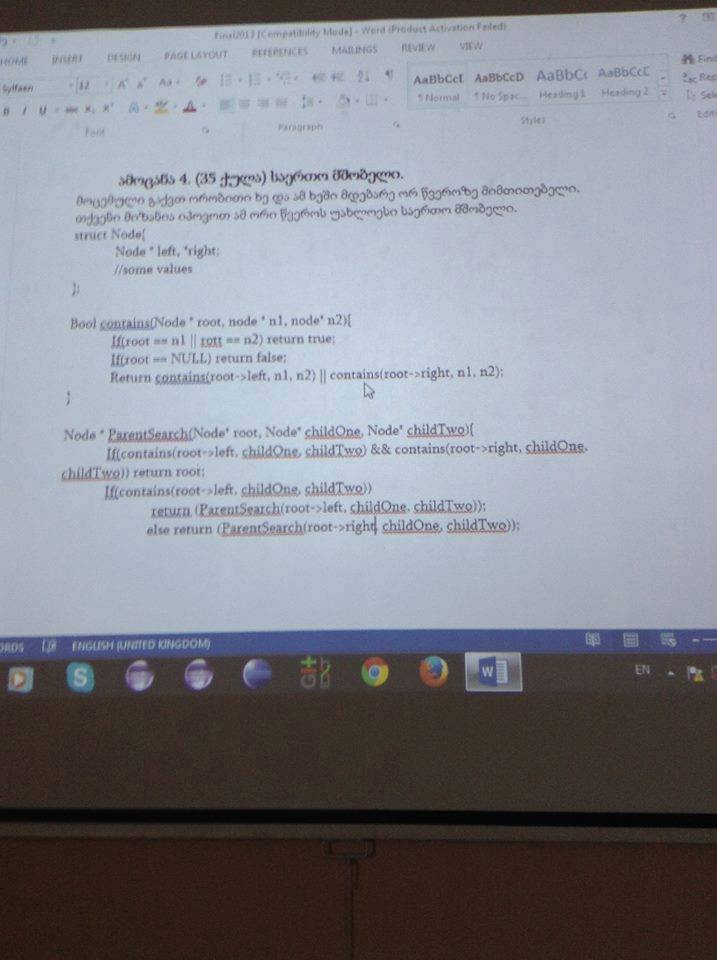 Final2013 [Compatibility Mode] - Word (Product Activation Failed)
HOME INSERT DESIGN PAGE LAYOUT REFERENCES MAILINGS REVIEW VIEW
Sylfaen 12
Font
Paragraph
AaBbCcD AaBbCcD AaBbCc AaBbCcD
¶ Normal ¶ No Spac... Heading 1 Heading 2
Styles
Find
Rep
Sele
Editi
ამოცანა 4. (35 ქულა) საერთო მშობელი.
მოცემული გაქვთ ორობითი ხე და ამ ხეში მდებარე ორ წვეროზე მიმთითებელი.
თქვენი მიზანია იპოვოთ ამ ორი წვეროს უახლოესი საერთო მშობელი.
struct Node{
Node * left, *right;
//some values
};
Bool contains(Node * root, node * n1, node* n2){
If(root == n1 || rott == n2) return true;
If(root == NULL) return false;
Return contains(root->left, n1, n2) || contains(root->right, n1, n2);
}
Node * ParentSearch(Node* root, Node* childOne, Node* childTwo){
If(contains(root->left, childOne, childTwo) && contains(root->right, childOne,
childTwo)) return root;
If(contains(root->left, childOne, childTwo))
return (ParentSearch(root->left, childOne, childTwo));
else return (ParentSearch(root->right, childOne, childTwo));
ORDS ENGLISH (UNITED KINGDOM)
EN